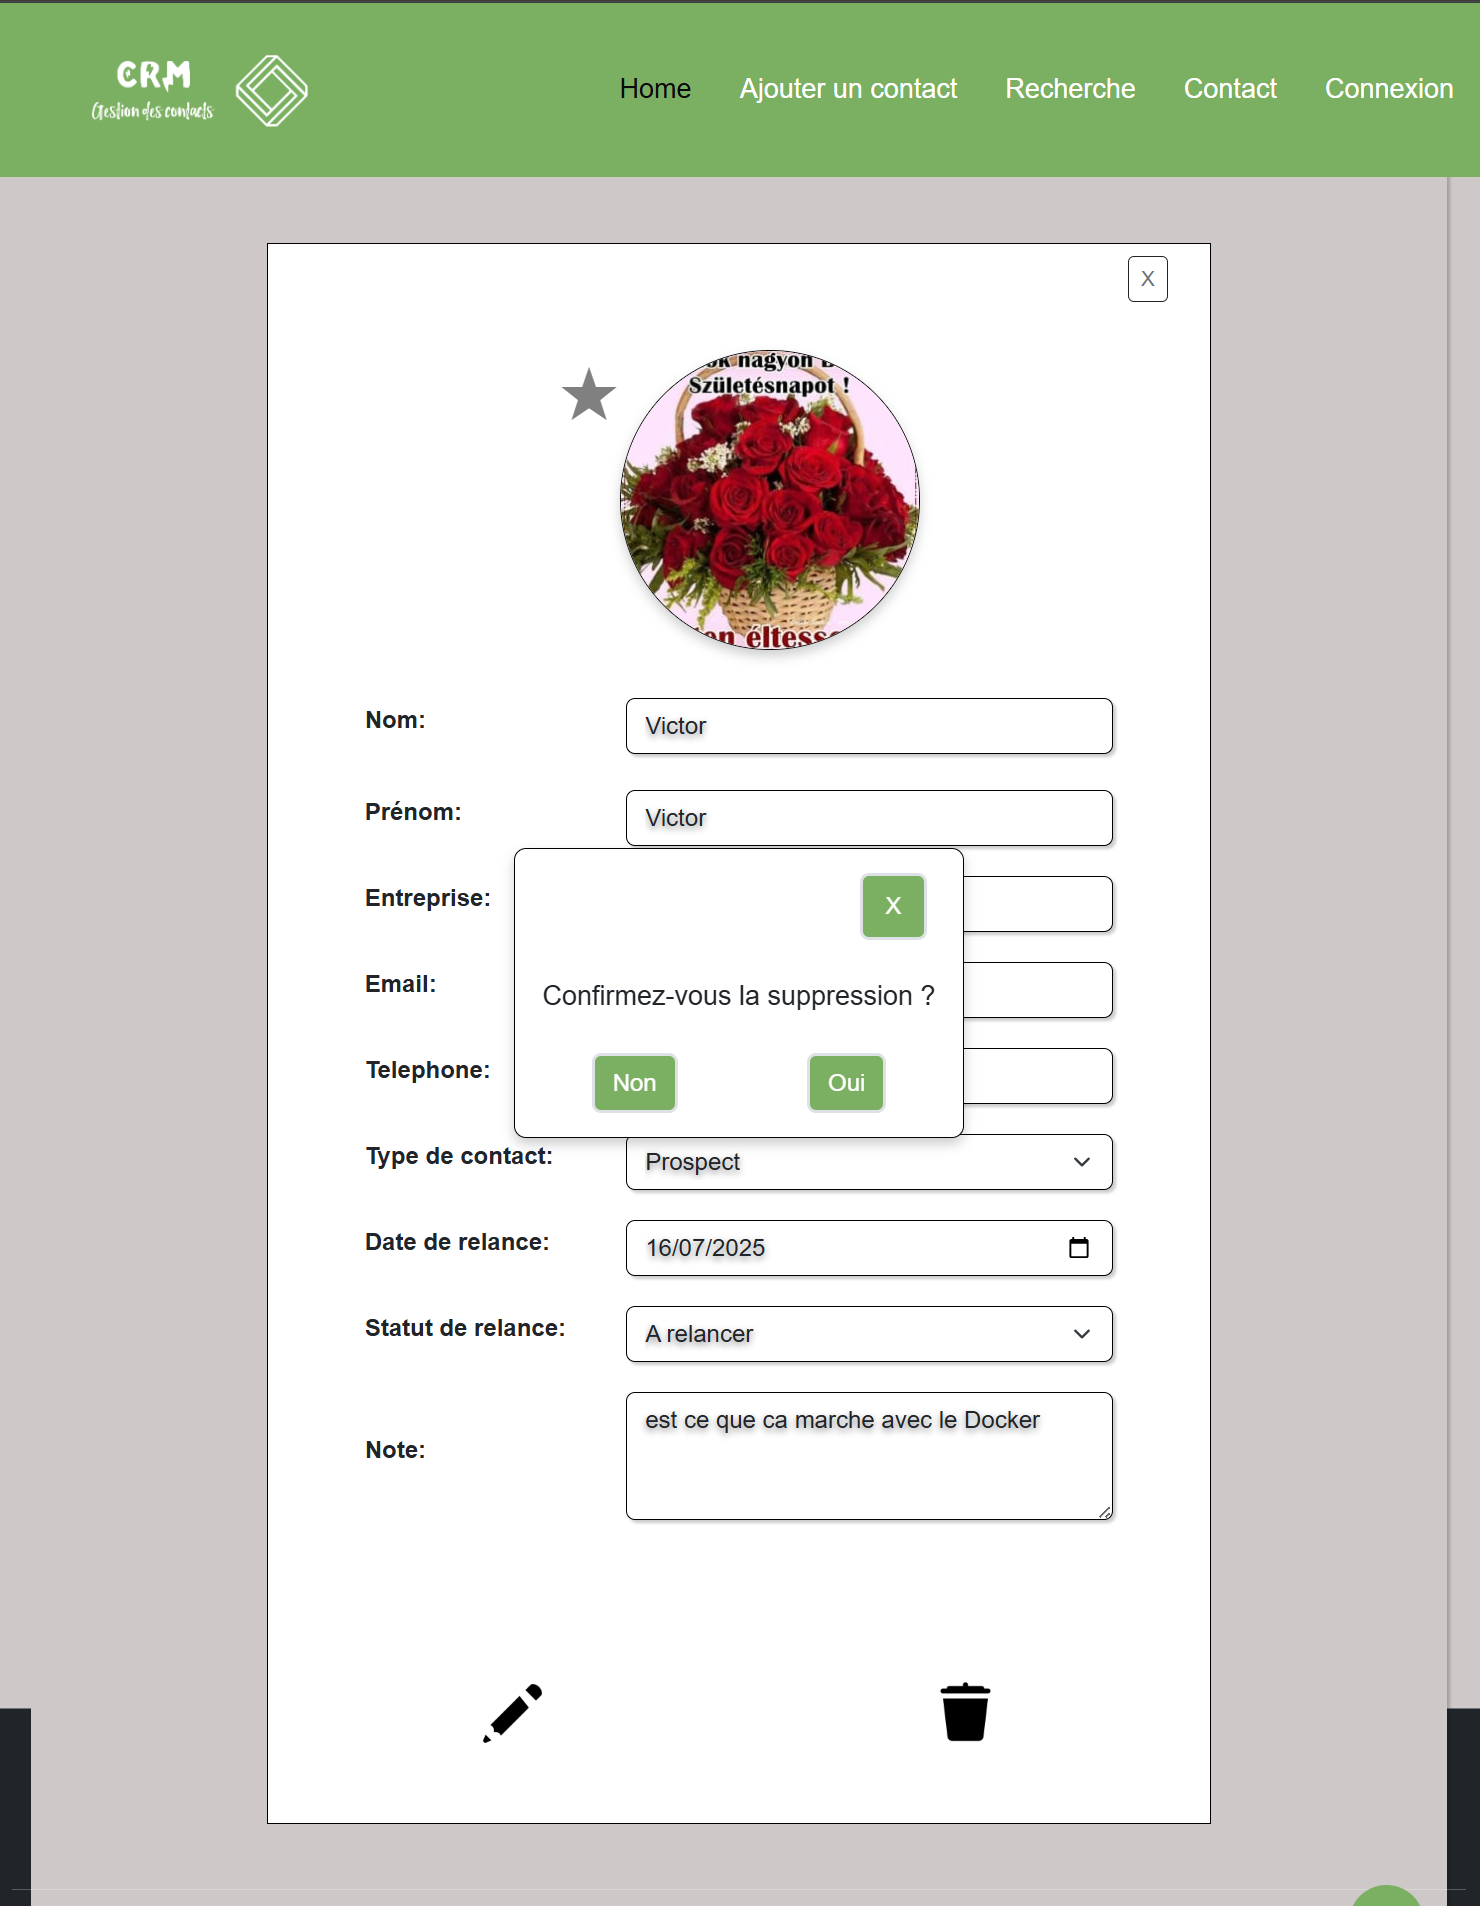 CRM
Gestion des contacts
Home
Ajouter un contact
Recherche
Contact
Connexion
X
nagyon
Születésnapot !
éltess
Nom:
Victor
Prénom:
Victor
Entreprise:
X
Email:
Confirmez-vous la suppression ?
Telephone:
Non
Oui
Type de contact:
Prospect
Date de relance:
16/07/2025
Statut de relance:
A relancer
Note:
est ce que ca marche avec le Docker